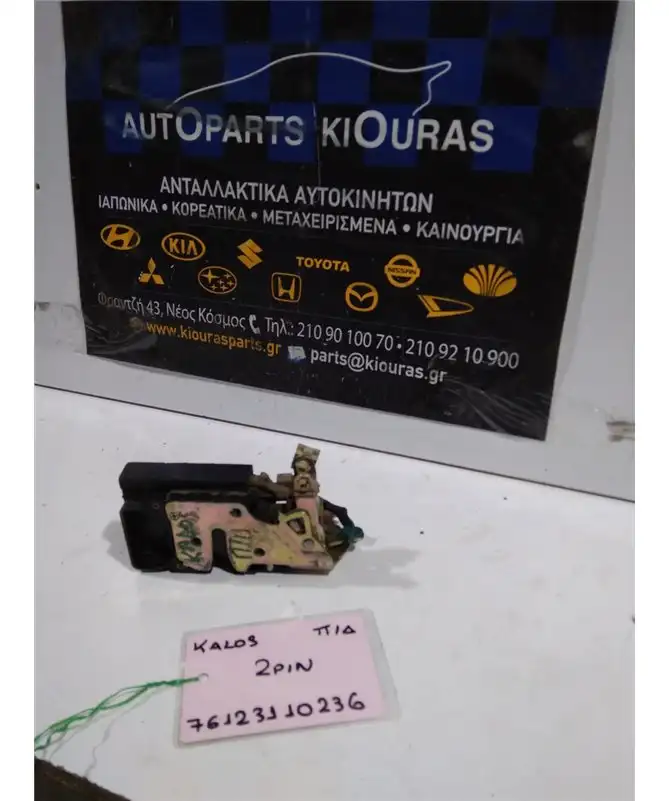 AUTOPARTS KIOURAS
ΑΝΤΑΛΛΑΚΤΙΚΑ ΑΥΤΟΚΙΝΗΤΩΝ
ΙΑΠΩΝΙΚΑ • ΚΟΡΕΑΤΙΚΑ • ΜΕΤΑΧΕΙΡΙΣΜΕΝΑ • ΚΑΙΝΟΥΡΓΙΑ
KIA
TOYOTA
NISSAN
Φραντζή 43, Νέος Κόσμος Τηλ.: 210 90 100 70 • 210 92 10 900
www.kiourasparts.gr parts@kiouras.gr
KALOS
KALOS ΠΙΔ
2PIN
76123110236